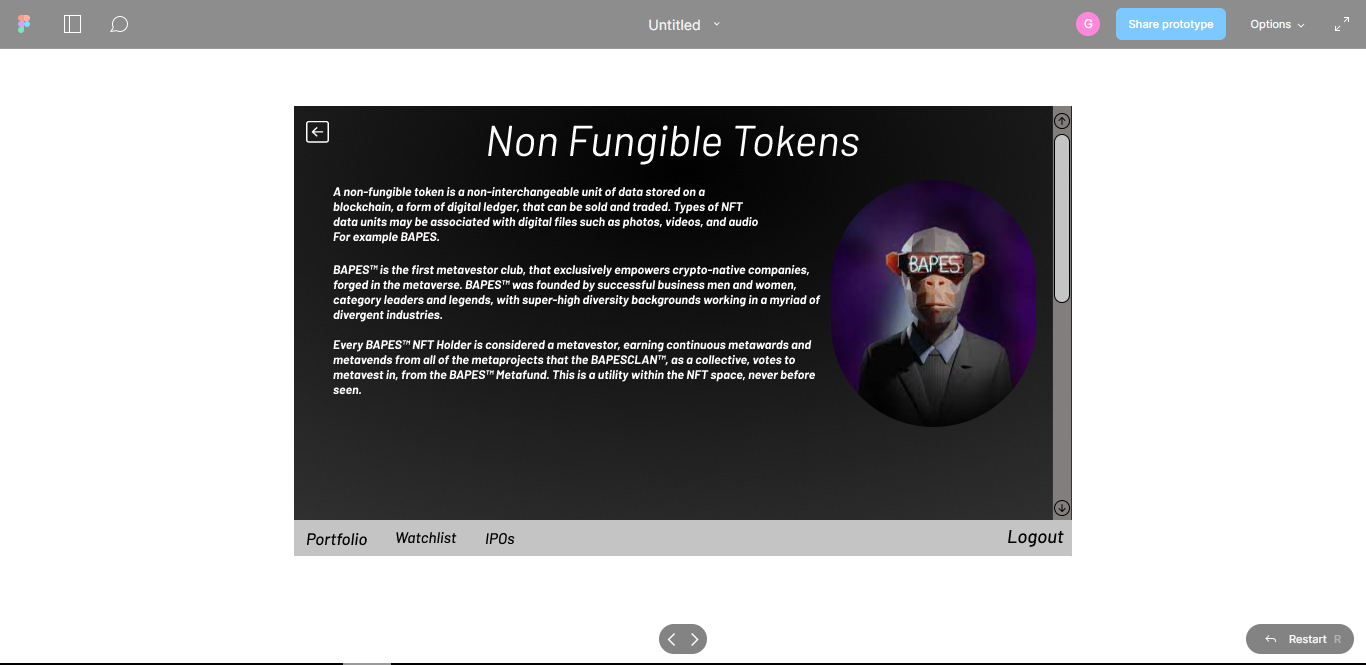 Untitled
G
Share prototype
Options
Non Fungible Tokens
A non-fungible token is a non-interchangeable unit of data stored on a
blockchain, a form of digital ledger, that can be sold and traded. Types of NFT
data units may be associated with digital files such as photos, videos, and audio
For example BAPES.
BAPES™ is the first metavestor club, that exclusively empowers crypto-native companies,
forged in the metaverse. BAPES™ was founded by successful business men and women,
category leaders and legends, with super-high diversity backgrounds working in a myriad of
divergent industries.
Every BAPES™ NFT Holder is considered a metavestor, earning continuous metawards and
metavends from all of the metaprojects that the BAPESCLAN™, as a collective, votes to
metavest in, from the BAPES™ Metafund. This is a utility within the NFT space, never before
seen.
BAPES
Portfolio
Watchlist
IPOs
Logout
Restart R